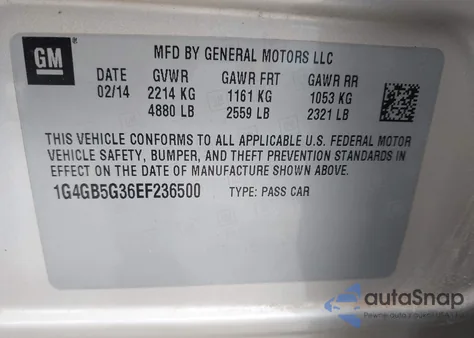 GM
MFD BY GENERAL MOTORS LLC
DATE GVWR GAWR FRT GAWR RR
02/14 2214 KG 1161 KG 1053 KG
4880 LB 2559 LB 2321 LB
THIS VEHICLE CONFORMS TO ALL APPLICABLE U.S. FEDERAL MOTOR
VEHICLE SAFETY, BUMPER, AND THEFT PREVENTION STANDARDS IN
EFFECT ON THE DATE OF MANUFACTURE SHOWN ABOVE.
1G4GB5G36EF236500 TYPE: PASS CAR
autoSnap